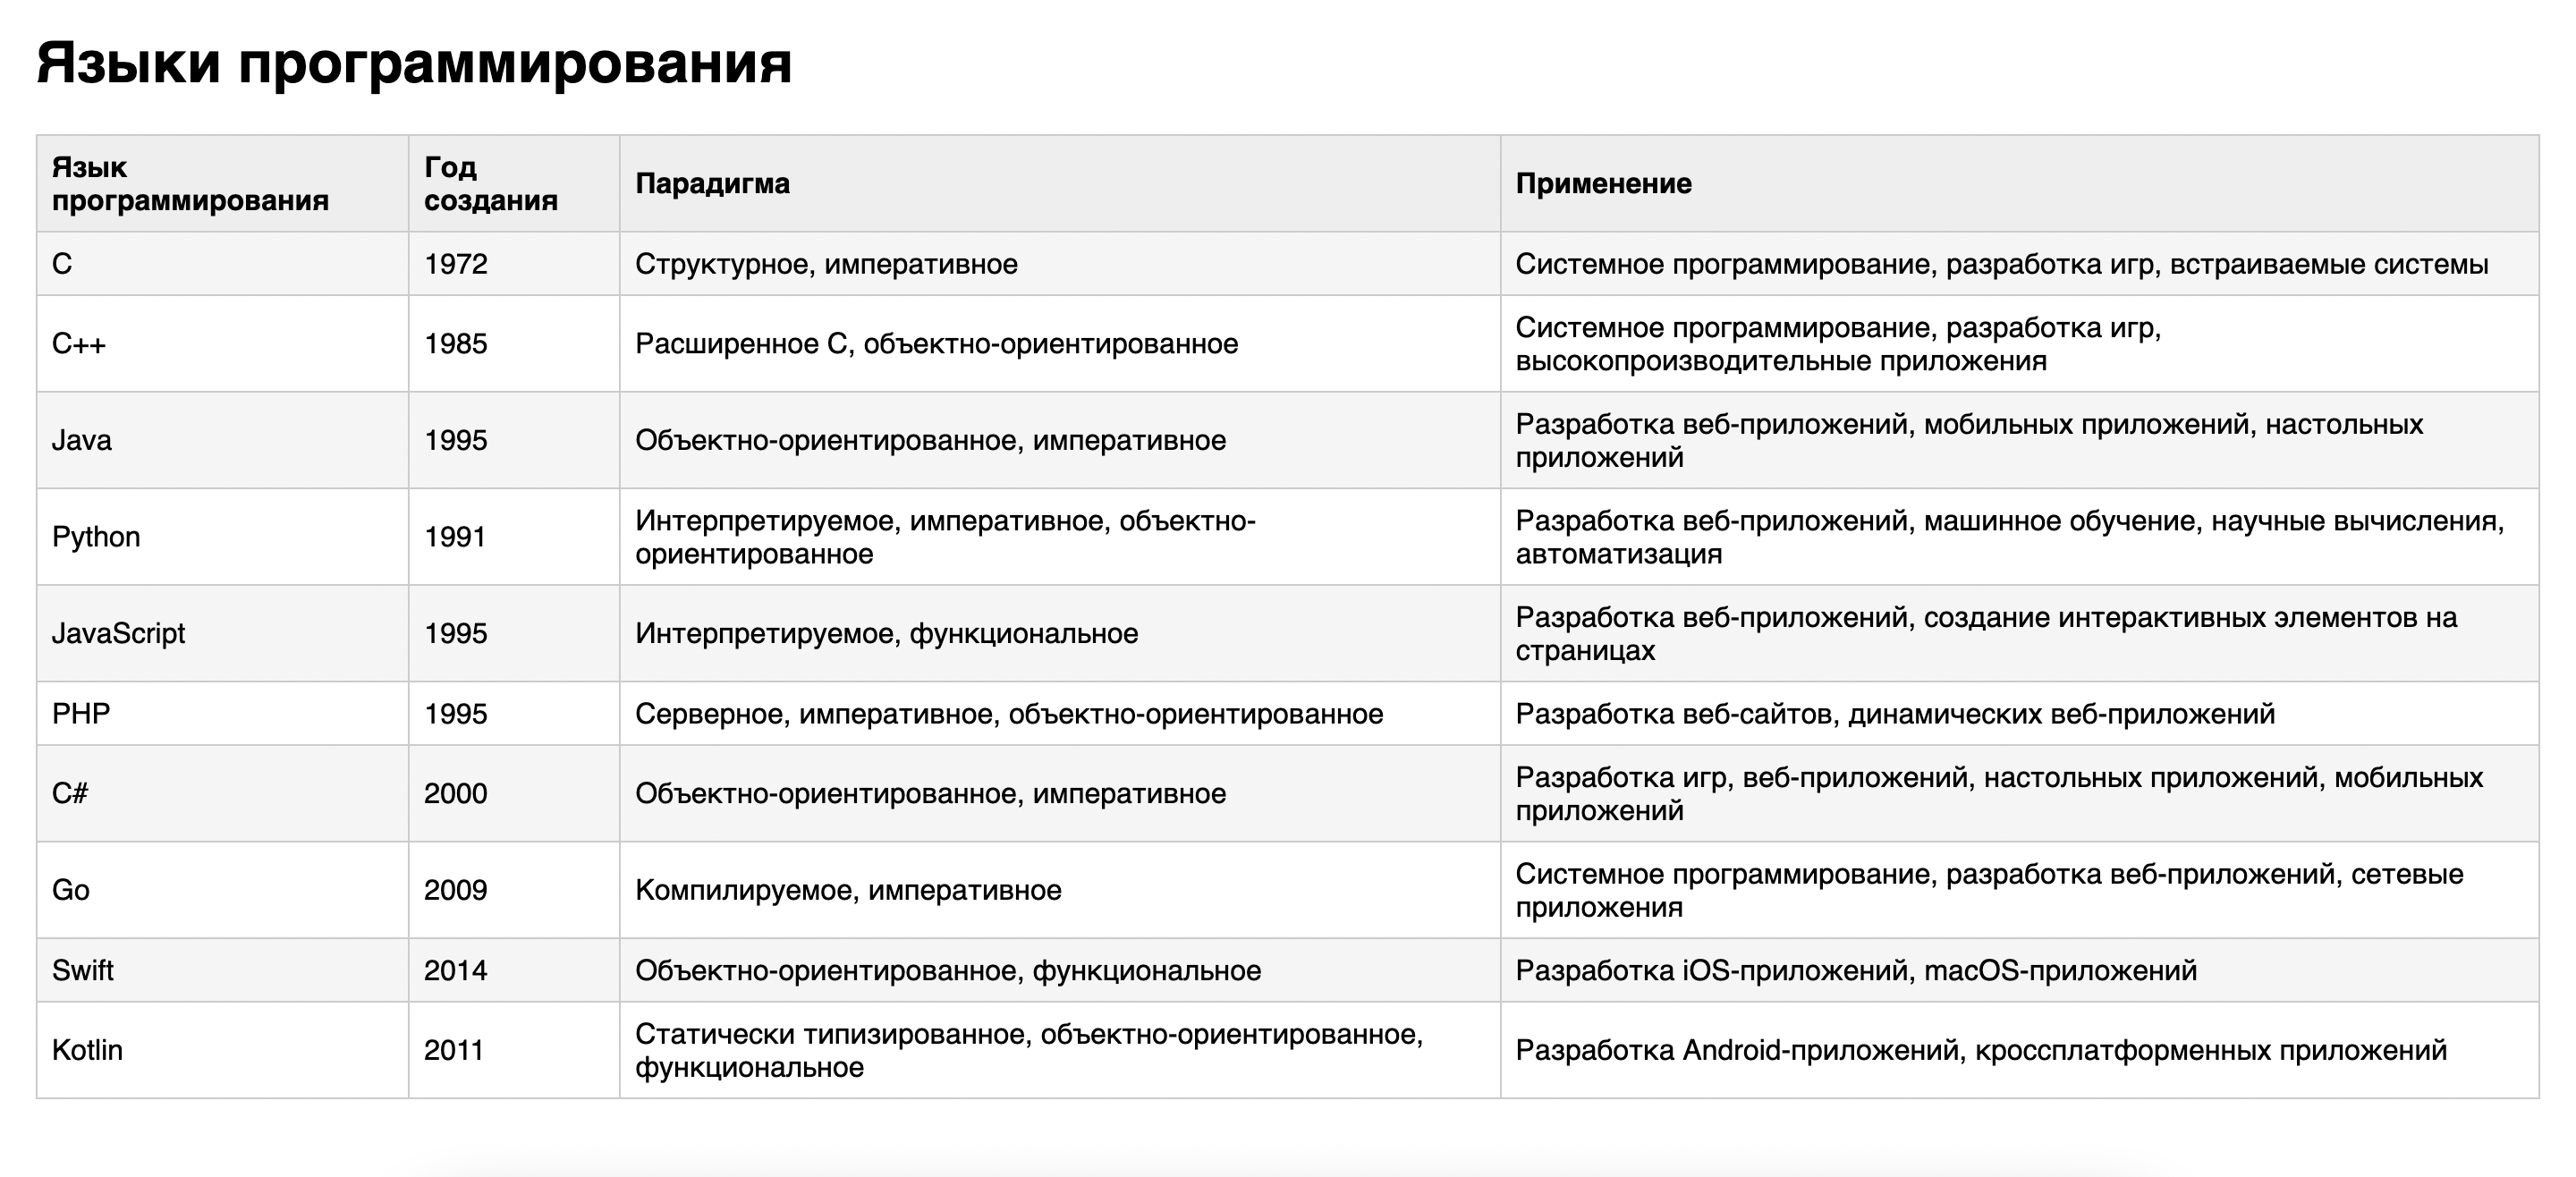 Языки программирования
Язык
программирования
Год
создания
Парадигма
Применение
C
1972
Структурное, императивное
Системное программирование, разработка игр, встраиваемые системы
C++
1985
Расширенное C, объектно-ориентированное
Системное программирование, разработка игр,
высокопроизводительные приложения
Java
1995
Объектно-ориентированное, императивное
Разработка веб-приложений, мобильных приложений, настольных
приложений
Python
1991
Интерпретируемое, императивное, объектно-
ориентированное
Разработка веб-приложений, машинное обучение, научные вычисления,
автоматизация
JavaScript
1995
Интерпретируемое, функциональное
Разработка веб-приложений, создание интерактивных элементов на
страницах
PHP
1995
Серверное, императивное, объектно-ориентированное
Разработка веб-сайтов, динамических веб-приложений
C#
2000
Объектно-ориентированное, императивное
Разработка игр, веб-приложений, настольных приложений, мобильных
приложений
Go
2009
Компилируемое, императивное
Системное программирование, разработка веб-приложений, сетевые
приложения
Swift
2014
Объектно-ориентированное, функциональное
Разработка iOS-приложений, macOS-приложений
Kotlin
2011
Статически типизированное, объектно-ориентированное,
функциональное
Разработка Android-приложений, кроссплатформенных приложений